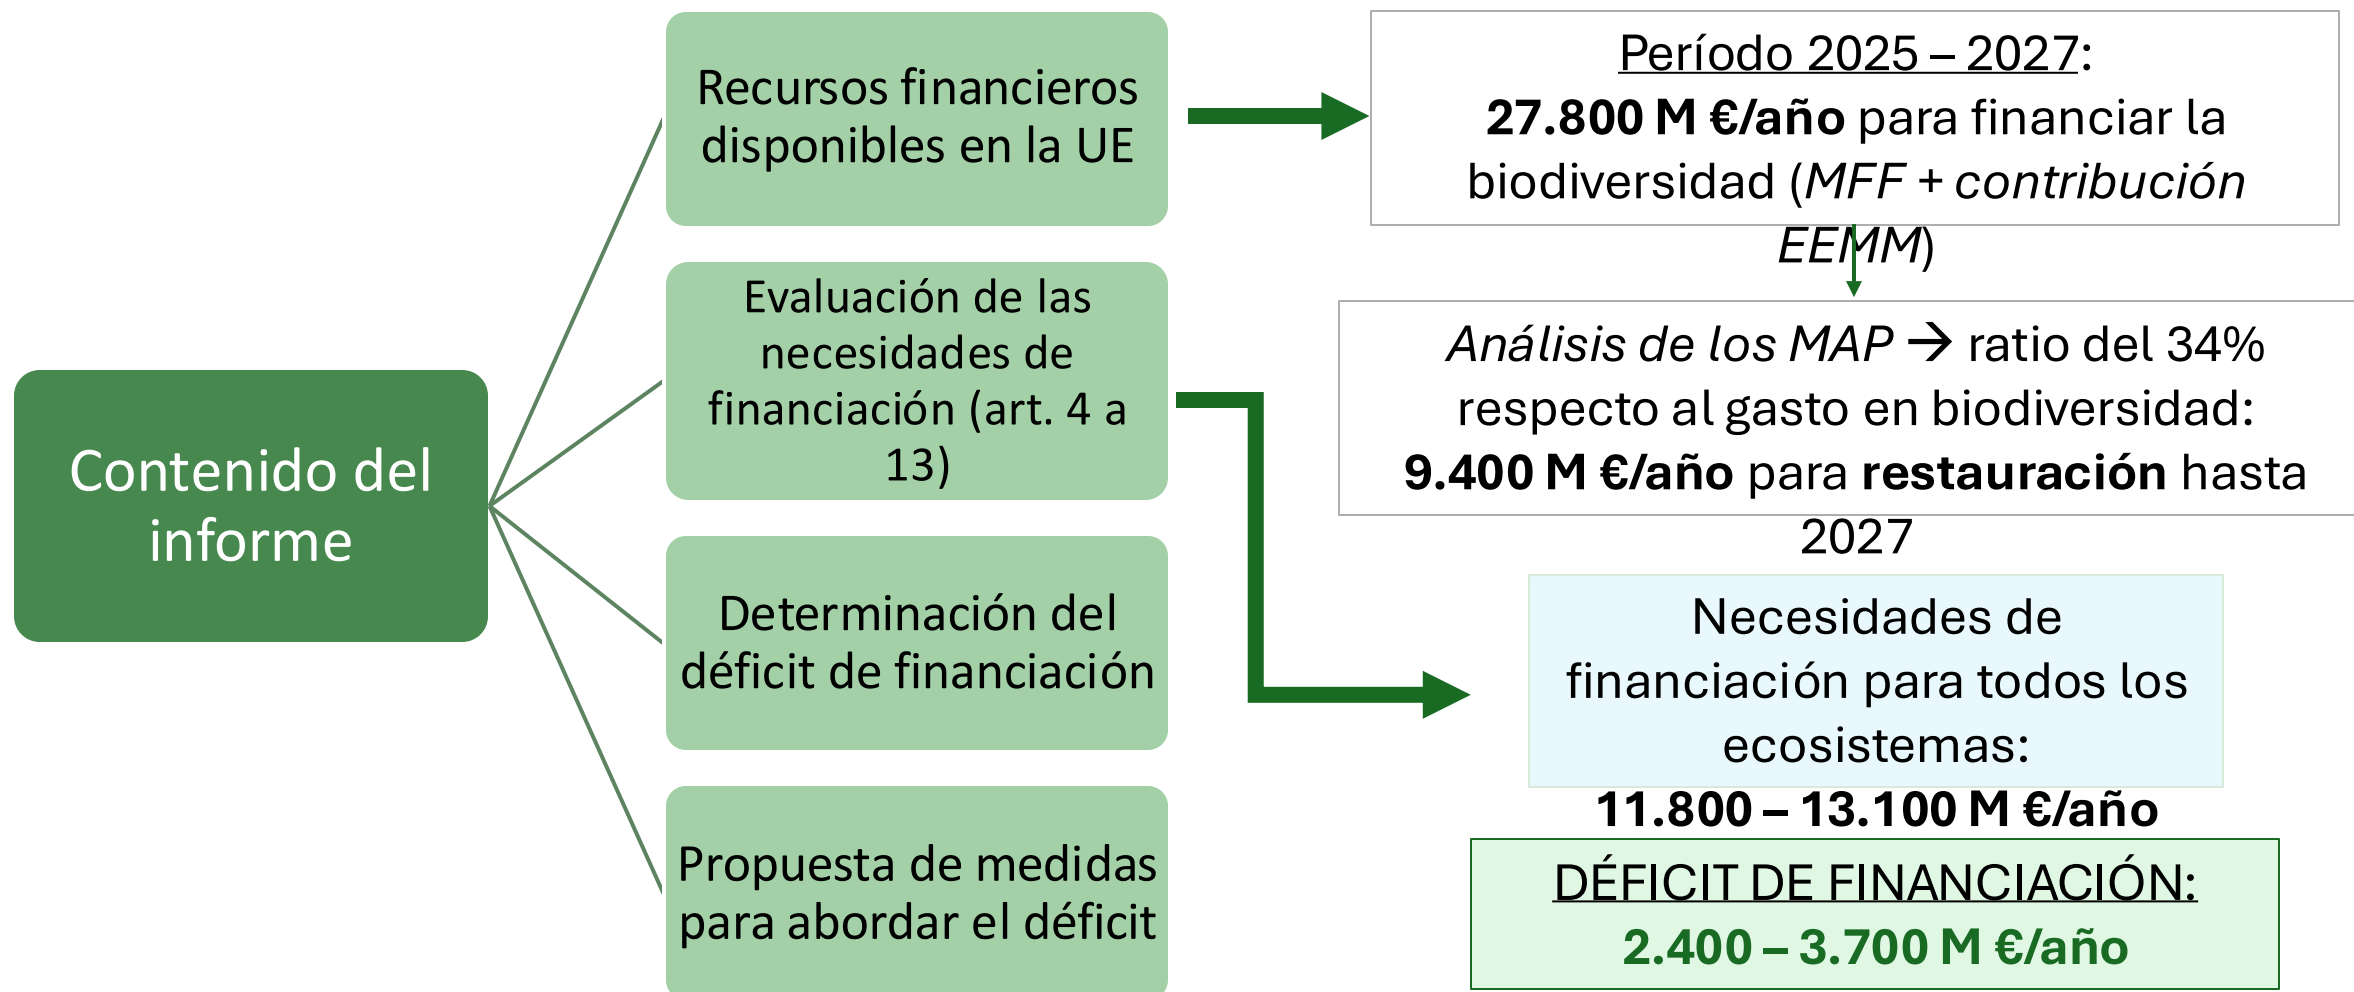 Contenido del
informe
Recursos financieros
disponibles en la UE
Evaluación de las
necesidades de
financiación (art. 4 a
13)
Determinación del
déficit de financiación
Propuesta de medidas
para abordar el déficit
Período 2025 – 2027:
27.800 M €/año para financiar la
biodiversidad (MFF + contribución
EEMM)
Análisis de los MAP → ratio del 34%
respecto al gasto en biodiversidad:
9.400 M €/año para restauración hasta
2027
Necesidades de
financiación para todos los
ecosistemas:
11.800 – 13.100 M €/año
DÉFICIT DE FINANCIACIÓN:
2.400 – 3.700 M €/año